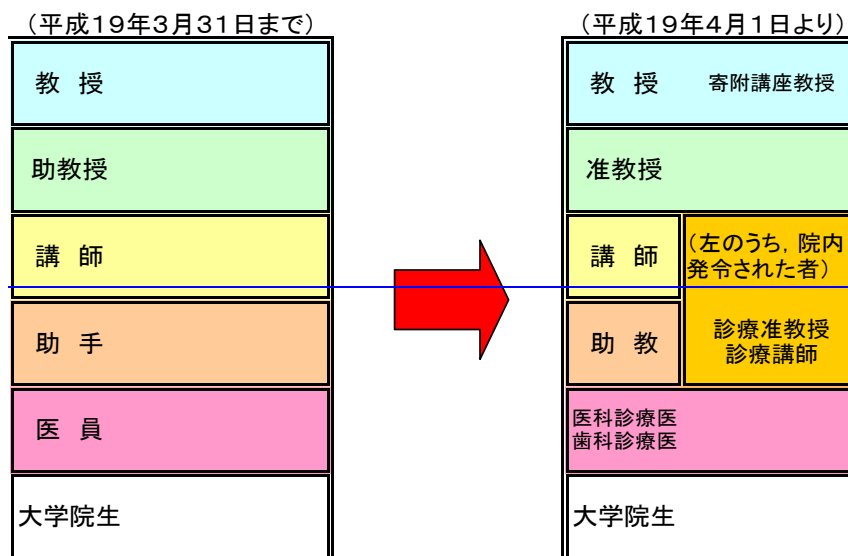 (平成19年3月31日まで)
教 授
助教授
講 師
助 手
医 員
大学院生
(平成19年4月1日より)
教 授 寄附講座教授
准教授
講 師
(左のうち, 院内
発令された者)
助 教
診療准教授
診療講師
医科診療医
歯科診療医
大学院生